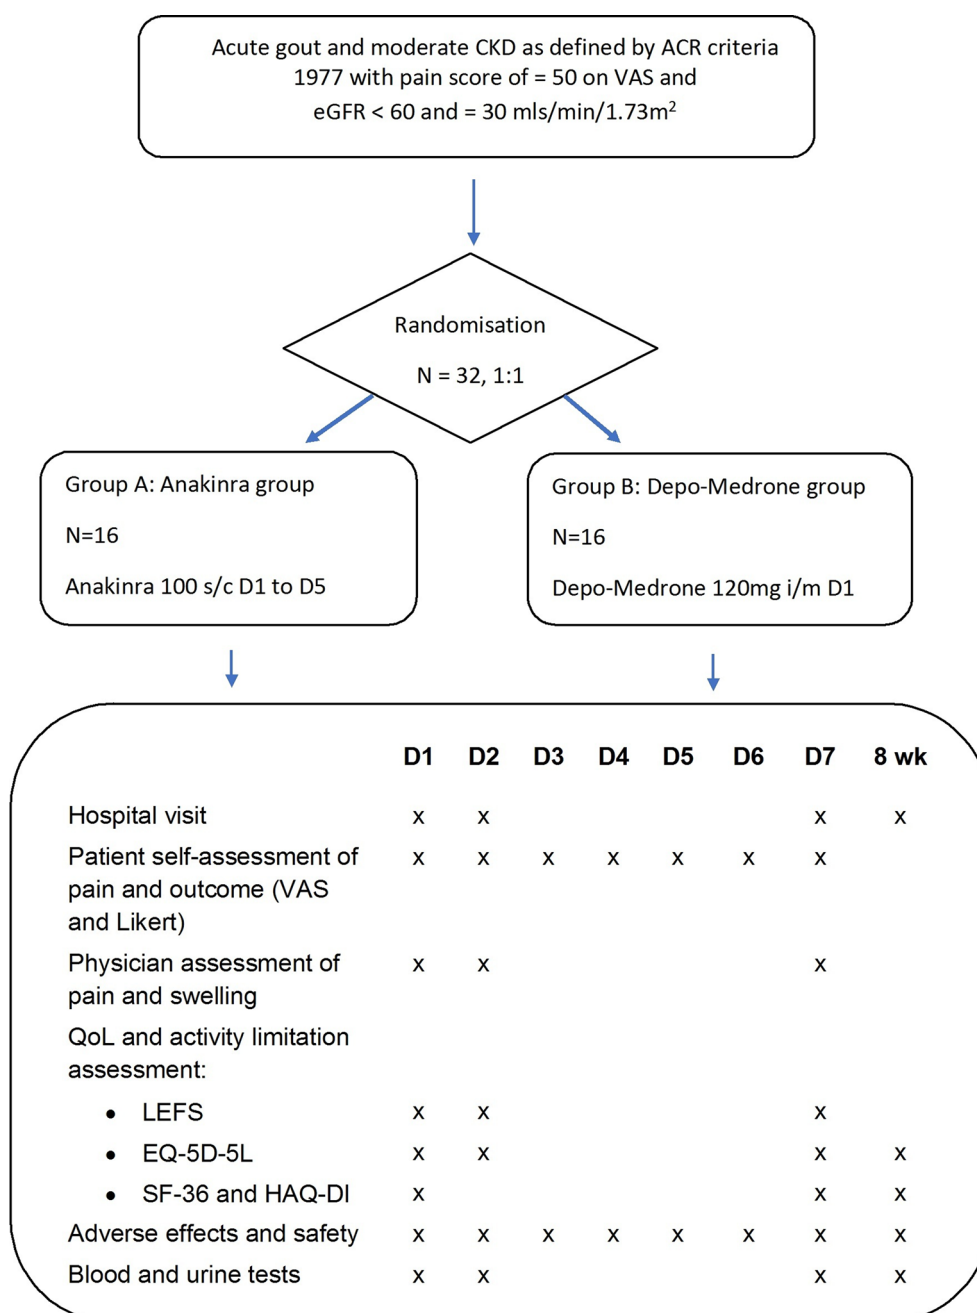 Acute gout and moderate CKD as defined by ACR criteria
1977 with pain score of = 50 on VAS and
eGFR < 60 and = 30 mls/min/1.73m²
Randomisation
N = 32, 1:1
Group A: Anakinra group
N=16
Anakinra 100 s/c D1 to D5
Group B: Depo-Medrone group
N=16
Depo-Medrone 120mg i/m D1
D1 D2 D3 D4 D5 D6 D7 8 wk
Hospital visit x x x x
Patient self-assessment of x x x x x x x
pain and outcome (VAS
and Likert)
Physician assessment of x x x
pain and swelling
QoL and activity limitation
assessment:
• LEFS x x x
• EQ-5D-5L x x x x
• SF-36 and HAQ-DI x x x
Adverse effects and safety x x x x x x x x
Blood and urine tests x x x x